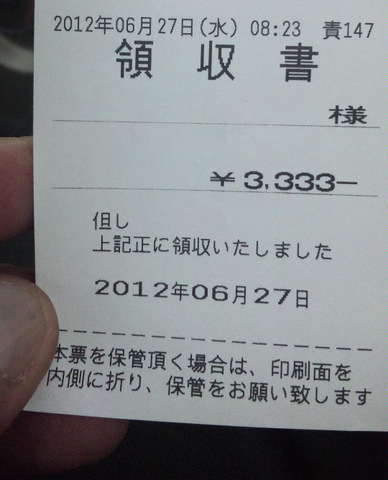 2012年06月27日(水) 08:23 責147
領収書
様
¥3,333−
但し
上記正に領収いたしました
2012年06月27日
本票を保管頂く場合は、印刷面を
内側に折り、保管をお願い致します